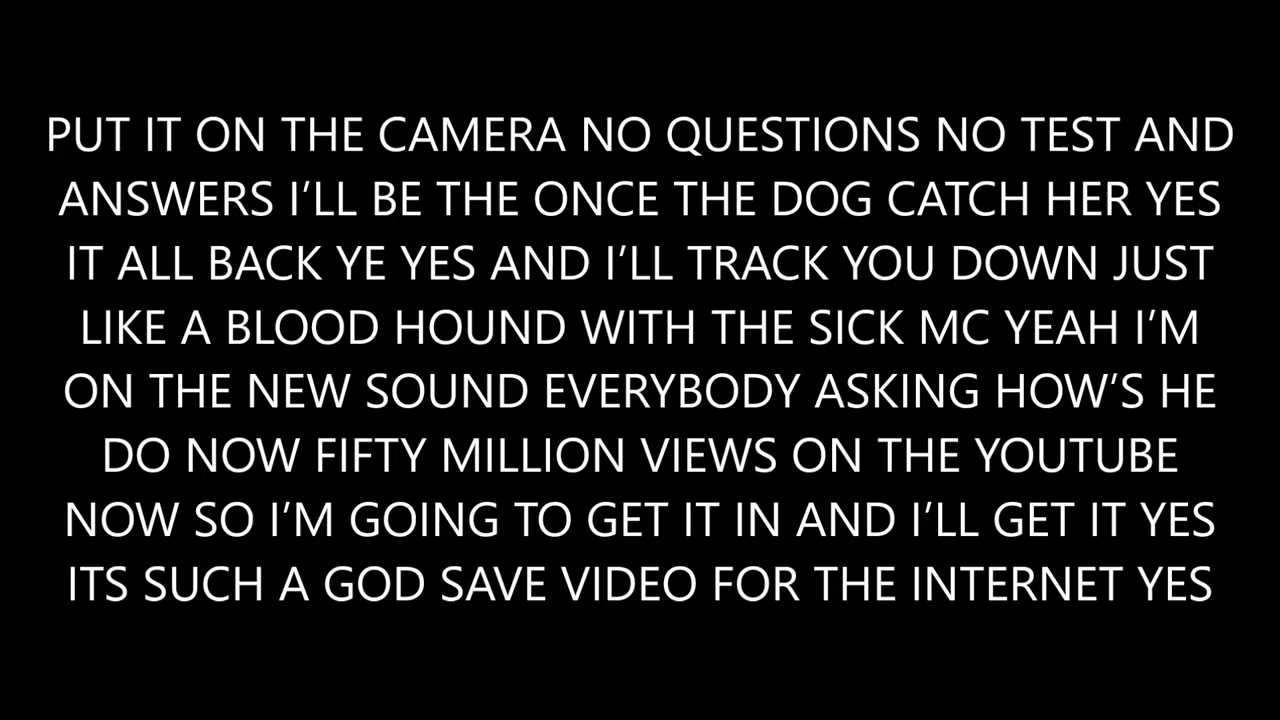 PUT IT ON THE CAMERA NO QUESTIONS NO TEST AND
ANSWERS I’LL BE THE ONCE THE DOG CATCH HER YES
IT ALL BACK YE YES AND I’LL TRACK YOU DOWN JUST
LIKE A BLOOD HOUND WITH THE SICK MC YEAH I’M
ON THE NEW SOUND EVERYBODY ASKING HOW’S HE
DO NOW FIFTY MILLION VIEWS ON THE YOUTUBE
NOW SO I’M GOING TO GET IT IN AND I’LL GET IT YES
ITS SUCH A GOD SAVE VIDEO FOR THE INTERNET YES